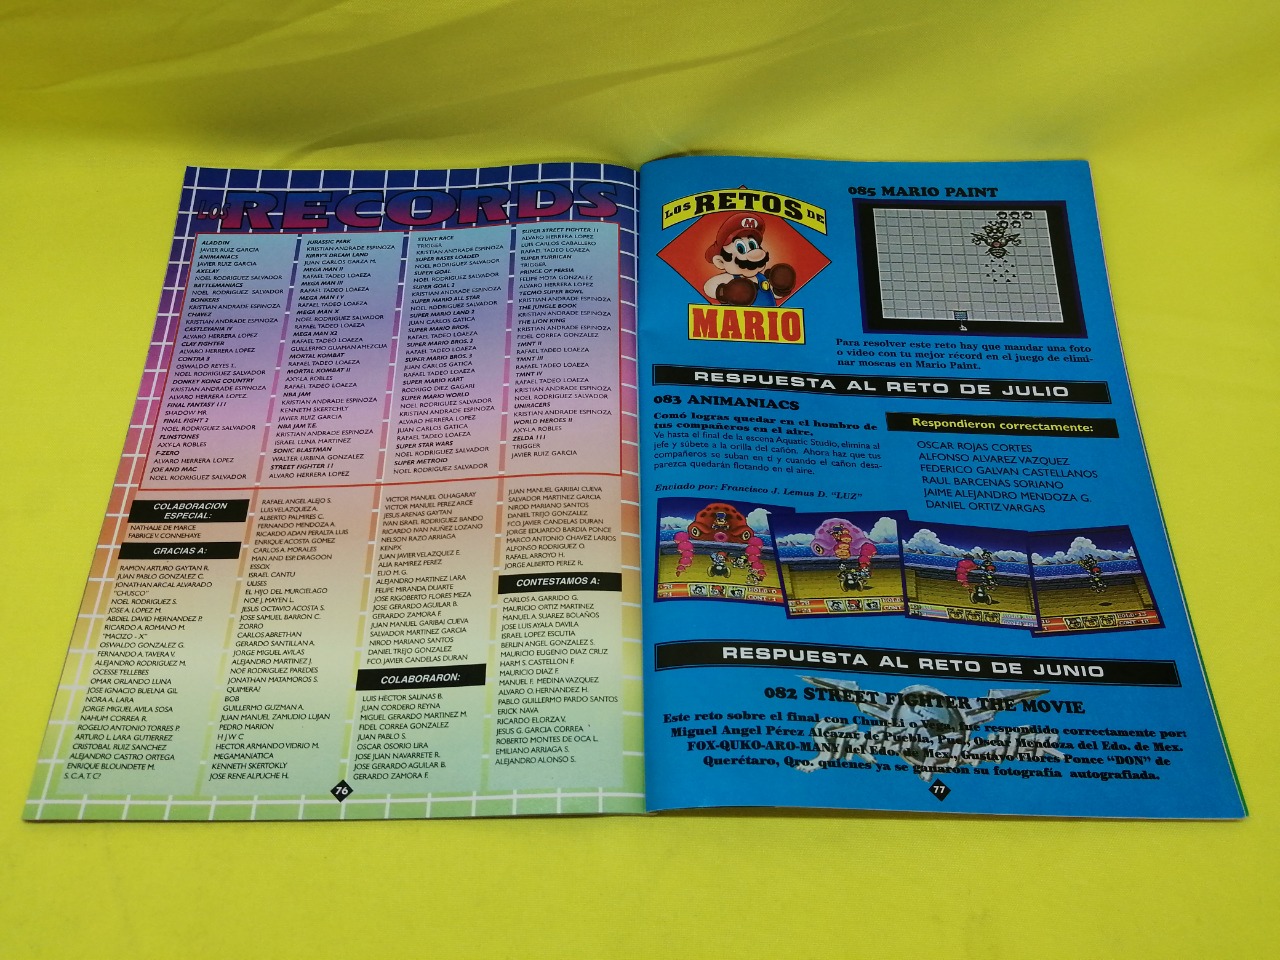 LOS RECORDS
ALADDIN
JAVIER RUIZ GARCIA
ANIMANIACS
JAVIER RUIZ GARCIA
AXELAY
NOEL RODRIGUEZ SALVADOR
BATTLEMANIACS
NOEL RODRIGUEZ SALVADOR
BONKERS
KRISTIAN ANDRADE ESPINOZA
CHAVEZ
KRISTIAN ANDRADE ESPINOZA
CASTLEVANIA IV
ALVARO HERRERA LOPEZ
CLAY FIGHTER
ALVARO HERRERA LOPEZ
CONTRA 3
OSWALDO REYES I.,
NOEL RODRIGUEZ SALVADOR
DONKEY KONG COUNTRY
KRISTIAN ANDRADE ESPINOZA
ALVARO HERRERA LOPEZ
FINAL FANTASY III
SHADOW MR
FINAL FIGHT 2
NOEL RODRIGUEZ SALVADOR
FLINSTONES
AXY-LA ROBLES
F-ZERO
ALVARO HERRERA LOPEZ
JOE AND MAC
NOEL RODRIGUEZ SALVADOR
JURASSIC PARK
KRISTIAN ANDRADE ESPINOZA
KIRBY'S DREAM LAND
JUAN CARLOS GARZA M.
MEGA MAN II
RAFAEL TADEO LOAEZA
MEGA MAN III
RAFAEL TADEO LOAEZA
MEGA MAN IV
RAFAEL TADEO LOAEZA
MEGA MAN X
NOEL RODRIGUEZ SALVADOR
RAFAEL TADEO LOAEZA
MEGA MAN X2
RAFAEL TADEO LOAEZA
GUILLERMO GUAMAN AMEZCUA
MORTAL KOMBAT
RAFAEL TADEO LOAEZA
MORTAL KOMBAT II
AXY-LA ROBLES
RAFAEL TADEO LOAEZA
NBA JAM
KRISTIAN ANDRADE ESPINOZA
KENNETH SKERTCHLY
JAVIER RUIZ GARCIA
NBA JAM T.E.
KRISTIAN ANDRADE ESPINOZA
ISRAEL LUNA MARTINEZ
SONIC BLASTMAN
WALTER URBINA GONZALEZ
STREET FIGHTER II
ALVARO HERRERA LOPEZ
STUNT RACE
TRIGGER
KRISTIAN ANDRADE ESPINOZA
SUPER BASES LOADED
NOEL RODRIGUEZ SALVADOR
SUPER GOAL
NOEL RODRIGUEZ SALVADOR
SUPER GOAL 2
KRISTIAN ANDRADE ESPINOZA
SUPER MARIO ALL STAR
NOEL RODRIGUEZ SALVADOR
SUPER MARIO LAND 2
JUAN CARLOS GATICA
SUPER MARIO BROS.
RAFAEL TADEO LOAEZA
SUPER MARIO BROS. 2
RAFAEL TADEO LOAEZA
SUPER MARIO BROS. 3
JUAN CARLOS GATICA
RAFAEL TADEO LOAEZA
SUPER MARIO KART
RODRIGO DIEZ GAGARI
SUPER MARIO WORLD
KRISTIAN ANDRADE ESPINOZA
ALVARO HERRERA LOPEZ
JUAN CARLOS GATICA
RAFAEL TADEO LOAEZA
SUPER STAR WARS
NOEL RODRIGUEZ SALVADOR
SUPER METROID
NOEL RODRIGUEZ SALVADOR
SUPER STREET FIGHTER II
ALVARO HERRERA LOPEZ
LUIS CARLOS CABALLERO
RAFAEL TADEO LOAEZA
SUPER TURRICAN
TRIGGER
PRINCE OF PERSIA
FELIPE MOTA GONZALEZ
ALVARO HERRERA LOPEZ
TECMO SUPER BOWL
KRISTIAN ANDRADE ESPINOZA
THE JUNGLE BOOK
KRISTIAN ANDRADE ESPINOZA
THE LION KING
KRISTIAN ANDRADE ESPINOZA
FIDEL CORREA GONZALEZ
TMNT II
RAFAEL TADEO LOAEZA
TMNT III
RAFAEL TADEO LOAEZA
TMNT IV
RAFAEL TADEO LOAEZA
NOEL RODRIGUEZ SALVADOR
UNIRACERS
KRISTIAN ANDRADE ESPINOZA
WORLD HEROES II
AXY-LA ROBLES
ZELDA III
TRIGGER
JAVIER RUIZ GARCIA
COLABORACION
ESPECIAL:
NATHALIE DE MARCE
FABRICE V. CONNEHAYE
GRACIAS A:
RAMON ARTURO GAYTAN R.
JUAN PABLO GONZALEZ C.
JONATHAN ARCAL ALVARADO
"CHUSCO"
NOEL RODRIGUEZ S.
JOSE A. LOPEZ M.
ABDIEL DAVID HERNANDEZ P.
RICARDO A. ROMANO M.
"MACIZO - X"
OSWALDO GONZALEZ G.
FERNANDO A. TAVERA V.
ALEJANDRO RODRIGUEZ M.
OCESSE TELLEBES
OMAR ORLANDO LUNA
JOSE IGNACIO BUELNA GIL
NORA A. LARA
JORGE MIGUEL AVILA SOSA
NAHUM CORREA R.
ROGELIO ANTONIO TORRES P.
ARTURO L. LARA GUTIERREZ
CRISTOBAL RUIZ SANCHEZ
ALEJANDRO CASTRO ORTEGA
ENRIQUE BLOUNDETE M.
S. C. A. T. C!
RAFAEL ANGEL ALEJO S.
LUIS VELAZQUEZ A.
ALBERTO PALMIRES C.
FERNANDO MENDOZA A.
RICARDO ADAN PERALTA LUIS
ENRIQUE ACOSTA GOMEZ
CARLOS A. MORALES
MAN AND ESP. DRAGOON
ESSOX
ISRAEL CANTU
ULISES
EL HIJO DEL MURCIELAGO
NOE J. MAYEN L.
JESUS OCTAVIO ACOSTA S.
JOSE SAMUEL BARRON C.
ZORRO
CARLOS ABRETHAN
GERARDO SANTILLAN A.
JORGE MIGUEL AVILAS
ALEJANDRO MARTINEZ J.
NOE RODRIGUEZ PAREDES
JONATHAN MATAMOROS S.
QUIMERA!
BOB
GUILLERMO GUZMAN A.
JUAN MANUEL ZAMUDIO LUJAN
PEDRO MARION
H J W C
HECTOR ARMANDO VIDRIO M.
MEGAMANIATICA
KENNETH SKERTOKLY
JOSE RENE ALPUCHE H.
VICTOR MANUEL OLHAGARAY
VICTOR MANUEL PEREZ ARCE
JESUS ARENAS GAYTAN
IVAN ISRAEL RODRIGUEZ BANDO
RICARDO IVAN NUÑEZ LOZANO
NELSON RAZO ARRIAGA
KENPX
JUAN JAVIER VELAZQUEZ E.
ALIA RAMIREZ PEREZ
ELIO M. G.
ALEJANDRO MARTINEZ LARA
FELIPE MIRANDA DUARTE
JOSE RIGOBERTO FLORES MEZA
JOSE GERARDO AGUILAR B.
GERARDO ZAMORA F.
JUAN MANUEL GARIBAI CUEVA
SALVADOR MARTINEZ GARCIA
NIROD MARIANO SANTOS
DANIEL TREJO GONZALEZ
FCO. JAVIER CANDELAS DURAN
COLABORARON:
LUIS HECTOR SALINAS B.
JUAN CORDERO REYNA
MIGUEL GERARDO MARTINEZ M.
FIDEL CORREA GONZALEZ
JUAN PABLO S.
OSCAR OSORIO LIRA
JOSE JUAN NAVARRETE R.
JOSE GERARDO AGUILAR B.
GERARDO ZAMORA F.
JUAN MANUEL GARIBAI CUEVA
SALVADOR MARTINEZ GARCIA
NIROD MARIANO SANTOS
DANIEL TREJO GONZALEZ
FCO. JAVIER CANDELAS DURAN
JORGE EDUARDO BARDIA PONCE
MARCO ANTONIO CHAVEZ LARIOS
ALFONSO RODRIGUEZ O.
RAFAEL ARROYO H.
JORGE ALBERTO PEREZ R.
CONTESTAMOS A:
CARLOS A. GARRIDO G.
MAURICIO ORTIZ MARTINEZ
MANUEL A. SUAREZ BOLAÑOS
JOSE LUIS AYALA DAVILA
ISRAEL LOPEZ ESCUTIA
BERLIN ANGEL GONZALEZ S.
MAURICIO EUGENIO DIAZ CRUZ
HARM S. CASTELLON F.
MAURICIO DIAZ F.
MANUEL F. MEDINA VAZQUEZ
ALVARO O. HERNANDEZ H.
PABLO GUILLERMO PARDO SANTOS
ERICK NAVA
RICARDO ELORZA V.
JESUS G. GARCIA CORREA
ROBERTO MONTES DE OCA L.
EMILIANO ARRIAGA S.
ALEJANDRO ALONSO S.
76
LOS RETOS DE
MARIO
085 MARIO PAINT
Para resolver este reto hay que mandar una foto
o video con tu mejor récord en el juego de elimi-
nar moscas en Mario Paint.
RESPUESTA AL RETO DE JULIO
083 ANIMANIACS
Comó logras quedar en el hombro de
tus compañeros en el aire.
Ve hasta el final de la escena Aquatic Studio, elimina al
jefe y súbete a la orilla del cañón. Ahora haz que tus
compañeros se suban en ti y cuando el cañón desa-
parezca quedarán flotando en el aire.
Enviado por: Francisco J. Lemus D. "LUZ"
Respondieron correctamente:
OSCAR ROJAS CORTES
ALFONSO ALVAREZ VAZQUEZ
FEDERICO GALVAN CASTELLANOS
RAUL BARCENAS SORIANO
JAIME ALEJANDRO MENDOZA G.
DANIEL ORTIZ VARGAS
RESPUESTA AL RETO DE JUNIO
082 STREET FIGHTER THE MOVIE
Este reto sobre el final con Chun-Li o Vega, fue respondido correctamente por:
Miguel Angel Pérez Alcazar de Puebla, Pue., Oscar Mendoza del Edo. de Mex.
FOX-QUKO-ARO-MANY del Edo. de Mex., Gustavo Flores Ponce "DON" de
Querétaro, Qro. quienes ya se ganaron su fotografía autografiada.
77